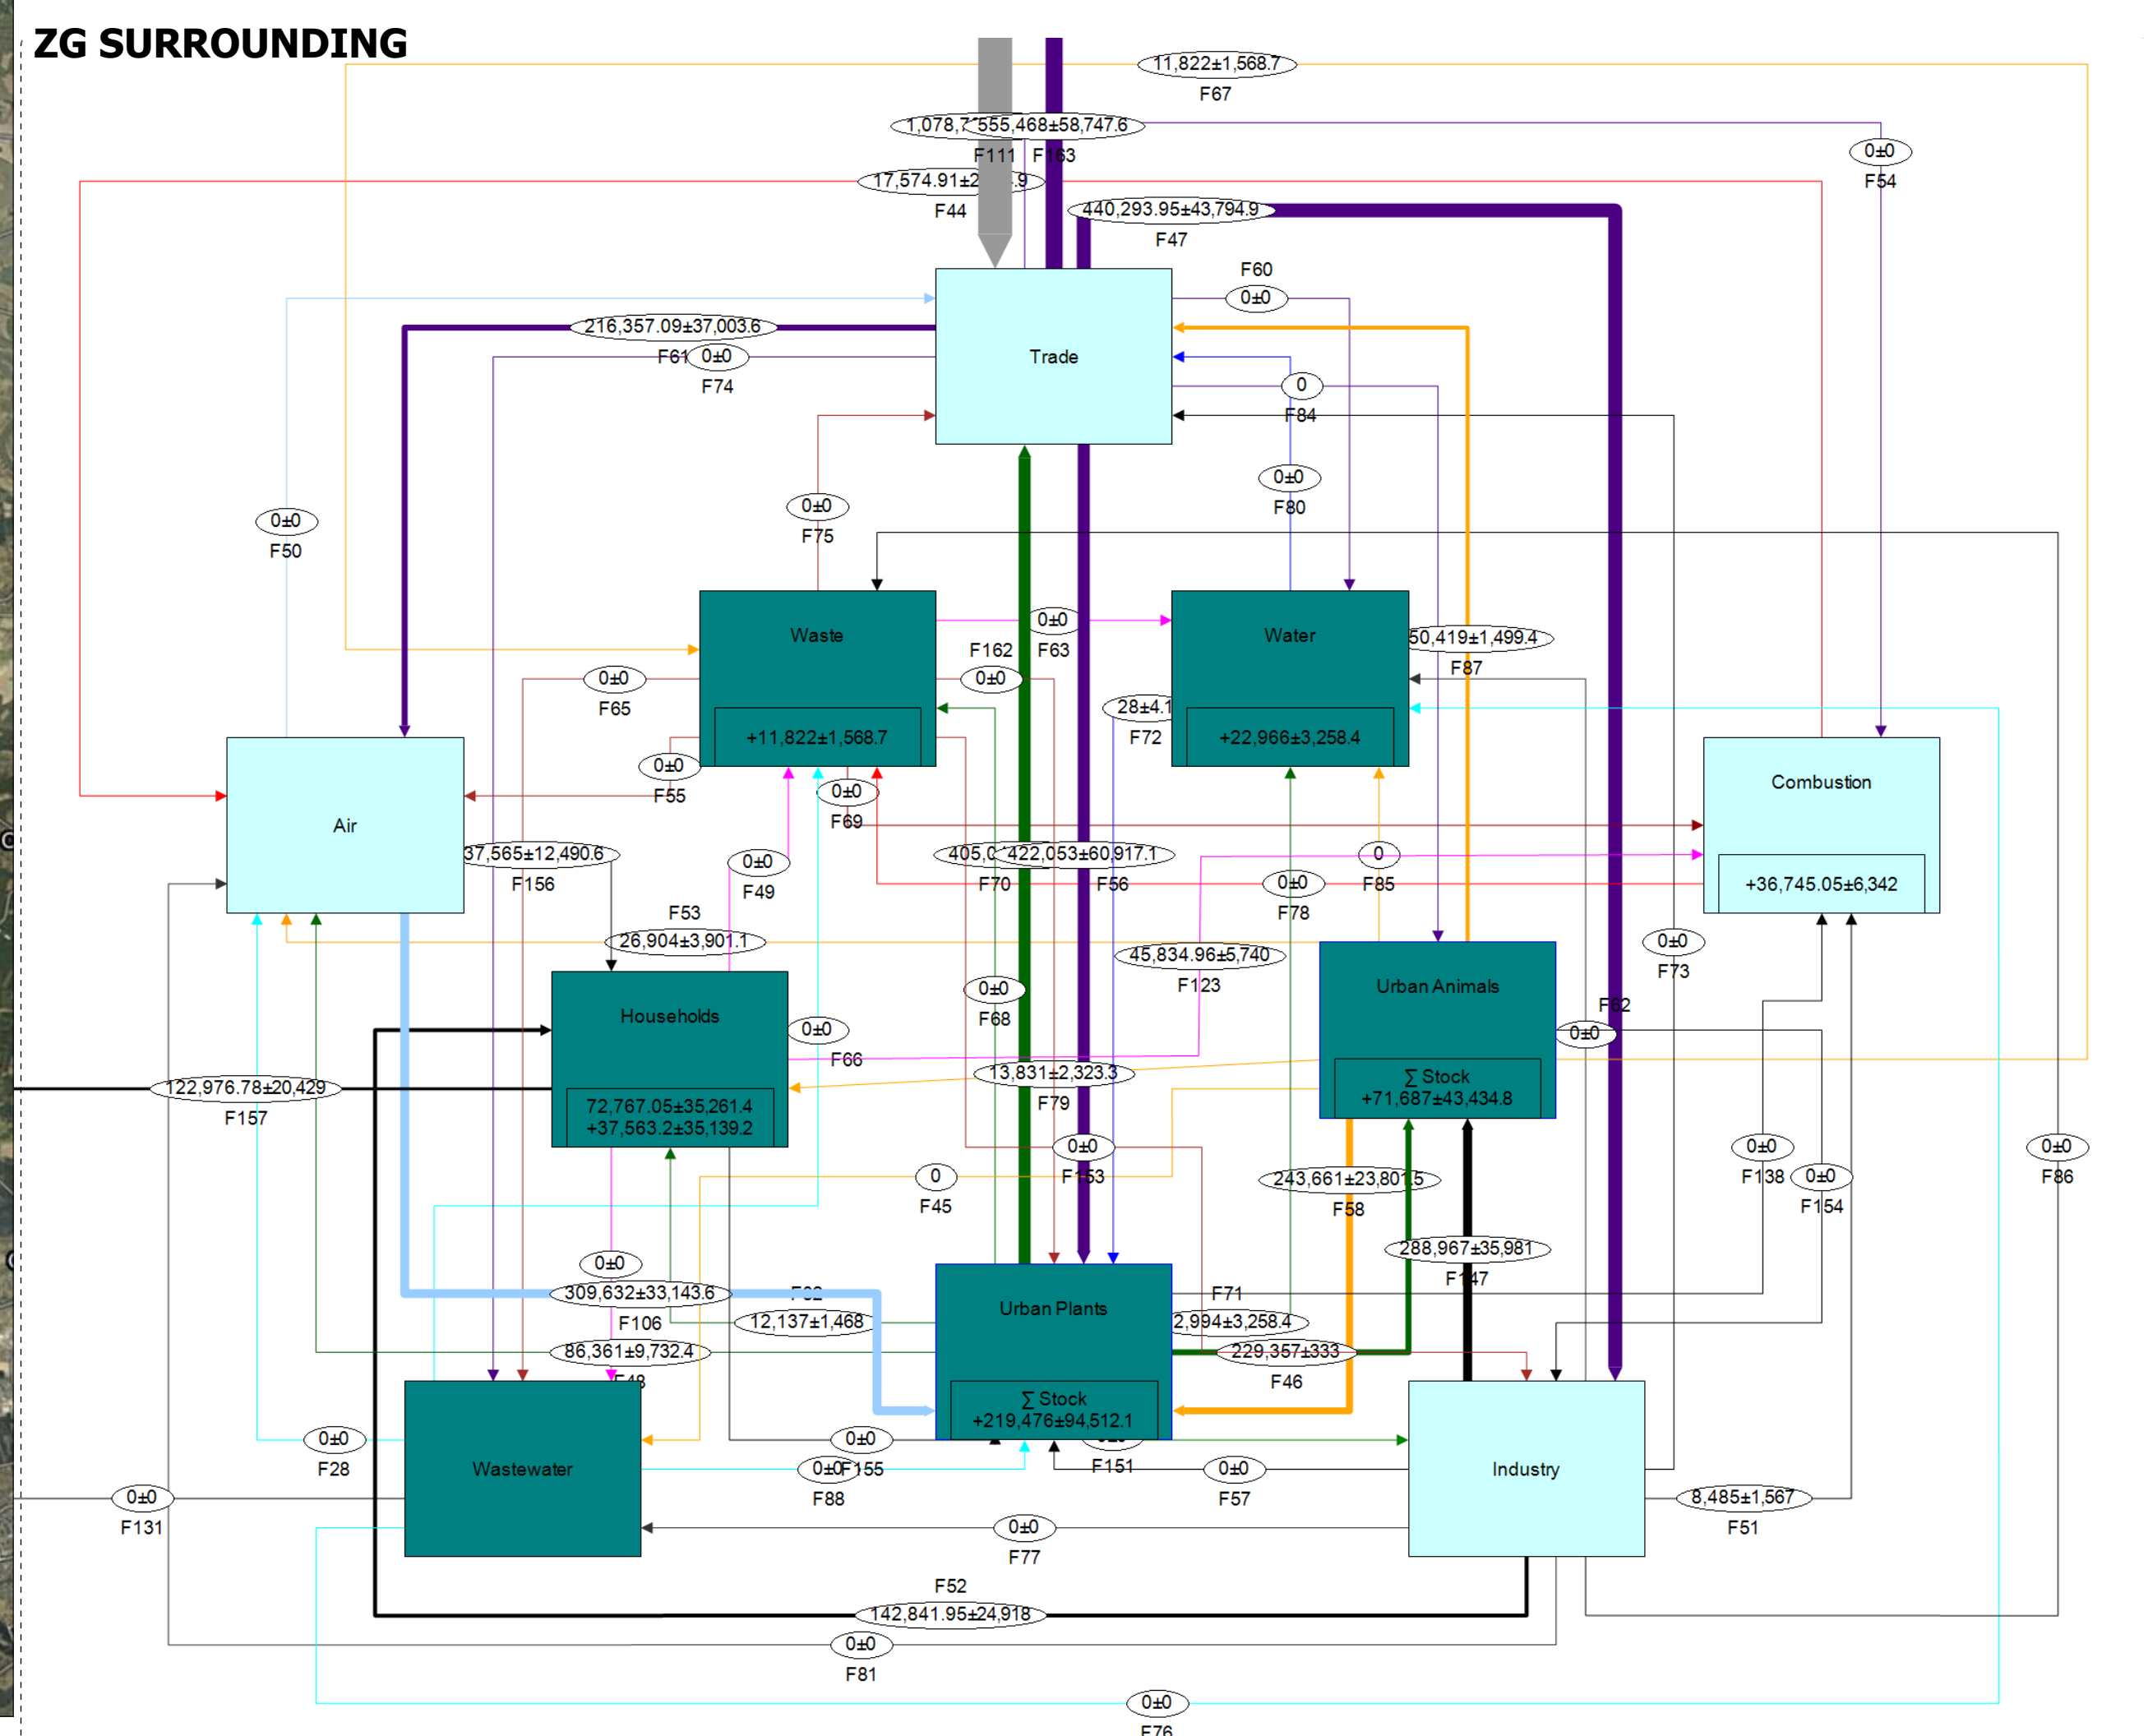 ZG SURROUNDING
11,822±1,568.7
F67
555,468±58,747.6
F111
F163
0±0
F54
F44
440,293.95±43,794.9
F47
F60
0±0
216,357.09±37,003.6
F61
0±0
F74
Trade
0
F84
0±0
F80
0±0
F75
0±0
F50
Waste
+11,822±1,568.7
0±0
F63
F162
0±0
Water
+22,966±3,258.4
50,419±1,499.4
F87
0±0
F65
28±4.1
F72
0±0
F55
0±0
F69
Air
Combustion
+36,745.05±6,342
37,565±12,490.6
F156
0±0
F49
F70
422,053±60,917.1
F56
0
F85
0±0
F78
F53
26,904±3,901.1
45,834.96±5,740
F123
0±0
F73
Households
72,767.05±35,261.4
+37,563.2±35,139.2
0±0
F66
0±0
F68
Urban Animals
∑ Stock
+71,687±43,434.8
F62
0±0
122,976.78±20,429
F157
13,831±2,323.3
F79
0±0
F153
0
F45
243,661±23,801.5
F58
0±0
F138
0±0
F154
0±0
F86
288,967±35,981
F147
0±0
309,632±33,143.6
F106
12,137±1,468
Urban Plants
∑ Stock
+219,476±94,512.1
F71
2,994±3,258.4
86,361±9,732.4
F48
229,357±333
F46
0±0
F28
Wastewater
0±0
F155
0±0
F88
F151
0±0
F57
Industry
8,485±1,567
F51
0±0
F131
0±0
F77
F52
142,841.95±24,918
0±0
F81
0±0
F76